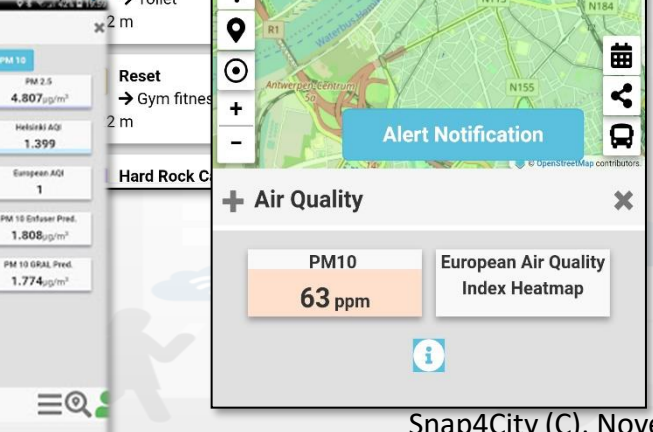 PM 10
PM 2.5
4.807µg/m³
Helsinki AQI
1.399
European AQI
1
PM 10 Enfuser Pred.
1.808µg/m³
PM 10 GRAL Pred.
1.774µg/m³
2 m
Reset
→ Gym fitnes
2 m
Hard Rock C
R1
Waterbus
Antwerpen-Centrum
5a
N184
N155
+
−
Alert Notification
© OpenStreetMap contributors.
+ Air Quality
PM10
63 ppm
European Air Quality
Index Heatmap
i
Snap4City (C), Nove